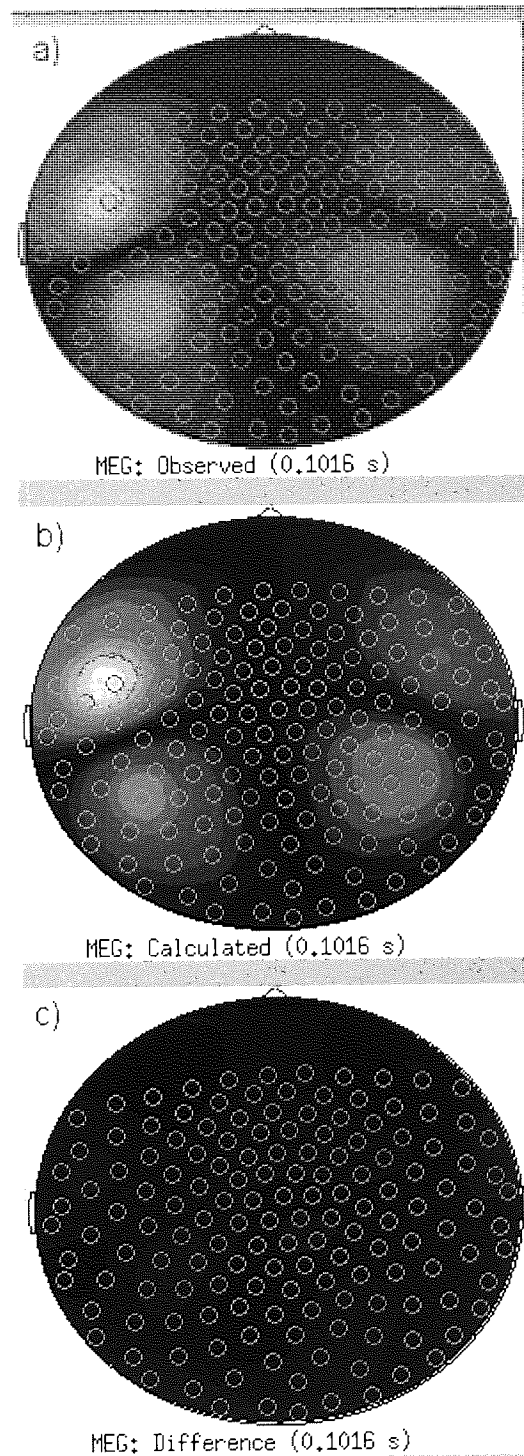 a)
MEG: Observed (0.1016 s)
b)
MEG: Calculated (0.1016 s)
c)
MEG: Difference (0.1016 s)